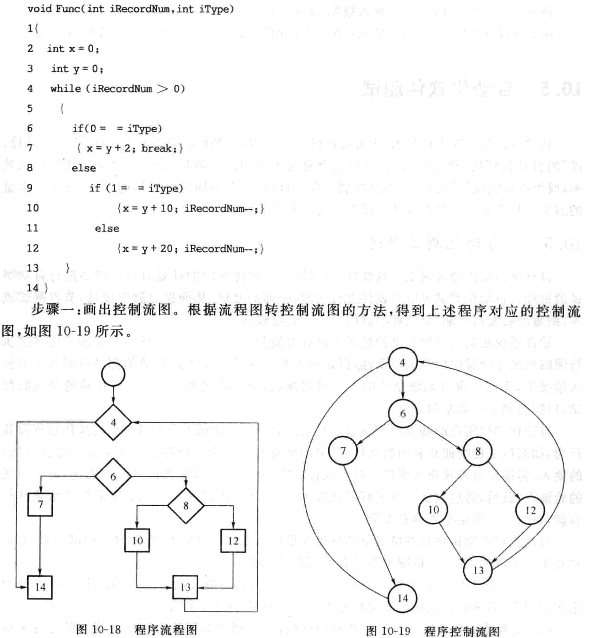 void Func(int iRecordNum,int iType)
1{
2 int x=0;
3 int y=0;
4 while (iRecordNum > 0)
5 {
6 if(0= =iType)
7 { x=y+2; break;}
8 else
9 if (1= =iType)
10 {x=y+10; iRecordNum--;}
11 else
12 {x=y+20; iRecordNum--;}
13 }
14}
步骤一:画出控制流图。根据流程图转控制流图的方法,得到上述程序对应的控制流
图,如图 10-19 所示。
4
6
7
8
10
12
14
13
图 10-18 程序流程图
4
6
7
8
10
12
13
14
图 10-19 程序控制流图